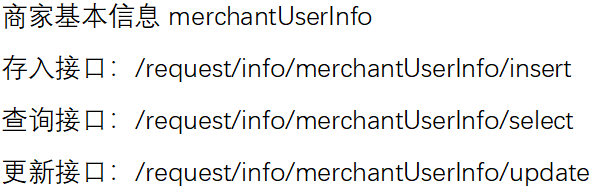 商家基本信息 merchantUserInfo
存入接口：/request/info/merchantUserInfo/insert
查询接口：/request/info/merchantUserInfo/select
更新接口：/request/info/merchantUserInfo/update